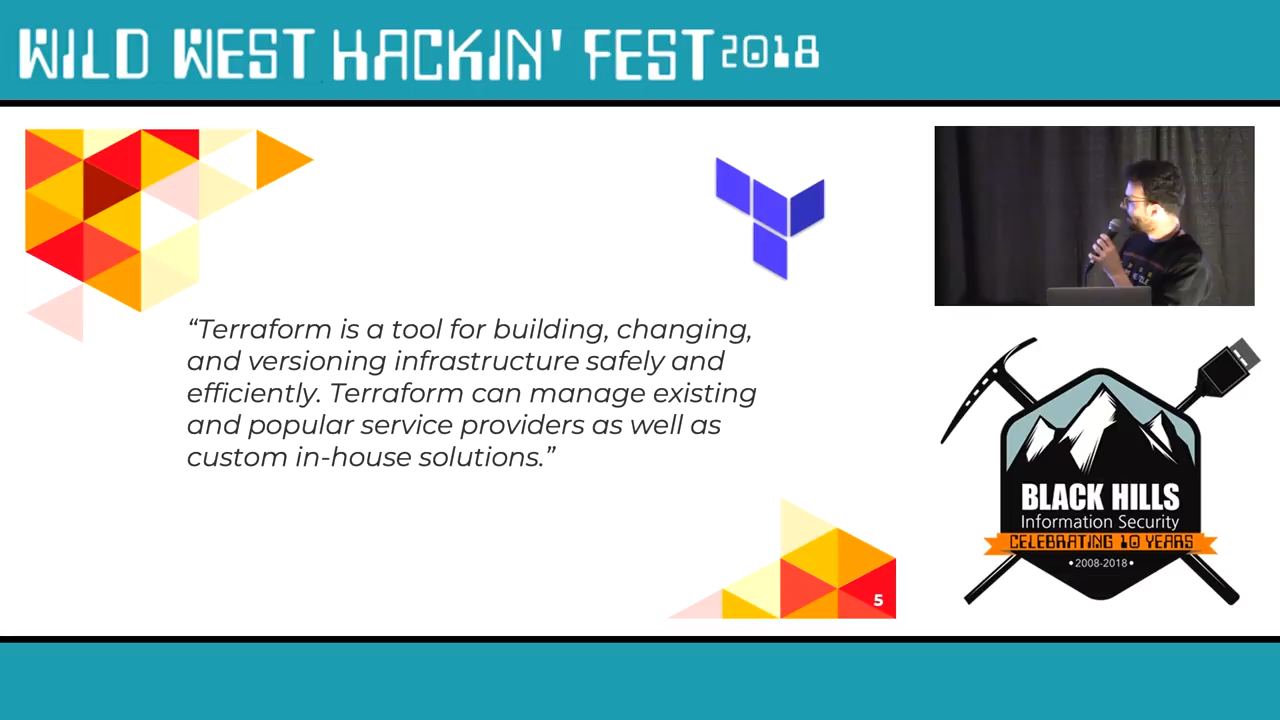 WILD WEST HACKIN' FEST 2018
“Terraform is a tool for building, changing,
and versioning infrastructure safely and
efficiently. Terraform can manage existing
and popular service providers as well as
custom in-house solutions.”
5
BLACK HILLS
Information Security
CELEBRATING 10 YEARS
•2008-2018•